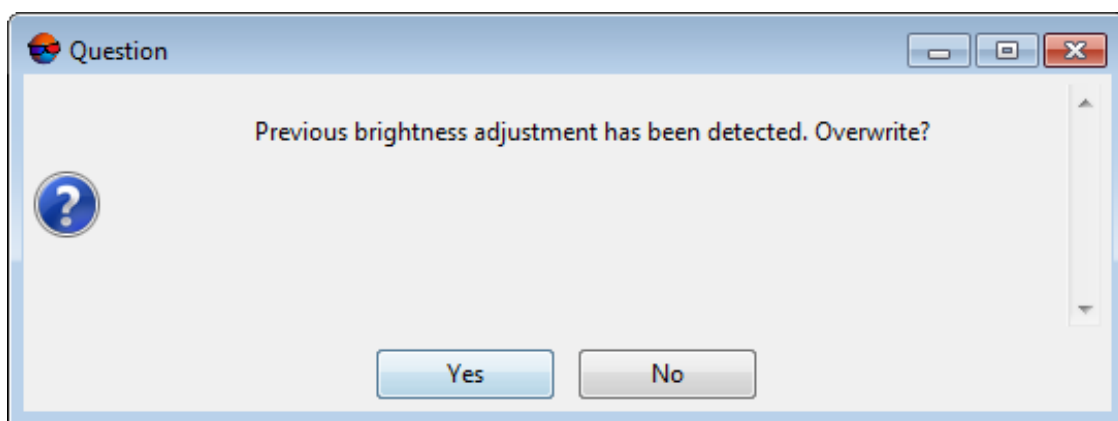 Question
Previous brightness adjustment has been detected. Overwrite?
Yes
No